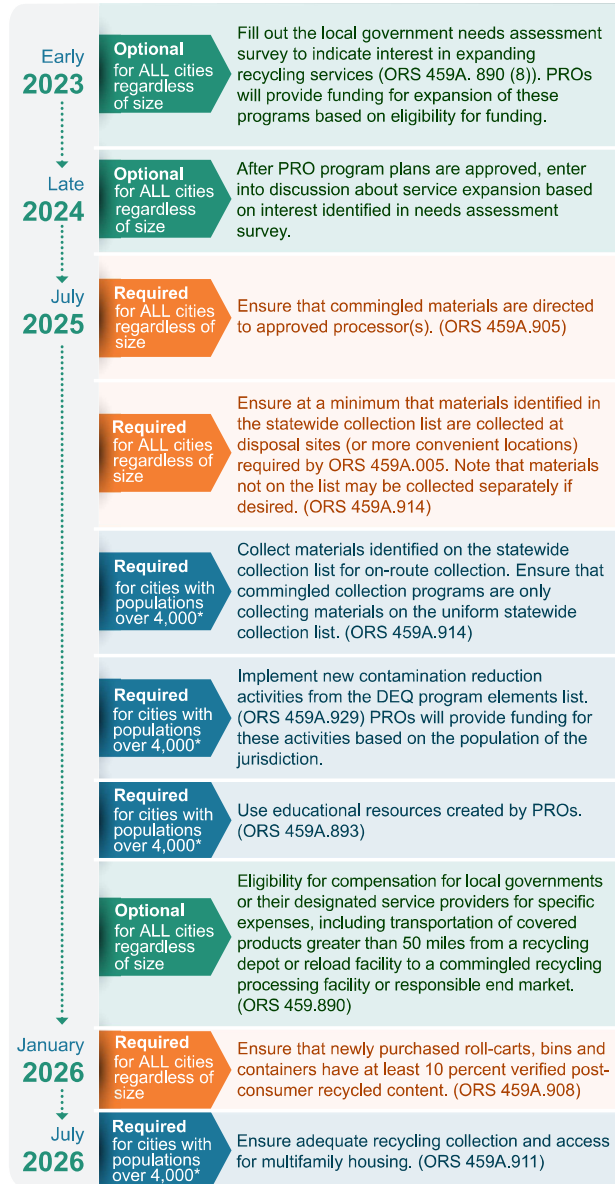 Early
2023
Optional
for ALL cities
regardless
of size
Fill out the local government needs assessment
survey to indicate interest in expanding
recycling services (ORS 459A. 890 (8)). PROs
will provide funding for expansion of these
programs based on eligibility for funding.
Late
2024
Optional
for ALL cities
regardless
of size
After PRO program plans are approved, enter
into discussion about service expansion based
on interest identified in needs assessment
survey.
July
2025
Required
for ALL cities
regardless of
size
Ensure that commingled materials are directed
to approved processor(s). (ORS 459A.905)
Required
for ALL cities
regardless of
size
Ensure at a minimum that materials identified in
the statewide collection list are collected at
disposal sites (or more convenient locations)
required by ORS 459A.005. Note that materials
not on the list may be collected separately if
desired. (ORS 459A.914)
Required
for cities with
populations
over 4,000*
Collect materials identified on the statewide
collection list for on-route collection. Ensure that
commingled collection programs are only
collecting materials on the uniform statewide
collection list. (ORS 459A.914)
Required
for cities with
populations
over 4,000*
Implement new contamination reduction
activities from the DEQ program elements list.
(ORS 459A.929) PROs will provide funding for
these activities based on the population of the
jurisdiction.
Required
for cities with
populations
over 4,000*
Use educational resources created by PROs.
(ORS 459A.893)
Optional
for ALL cities
regardless
of size
Eligibility for compensation for local governments
or their designated service providers for specific
expenses, including transportation of covered
products greater than 50 miles from a recycling
depot or reload facility to a commingled recycling
processing facility or responsible end market.
(ORS 459.890)
January
2026
Required
for ALL cities
regardless of
size
Ensure that newly purchased roll-carts, bins and
containers have at least 10 percent verified post-
consumer recycled content. (ORS 459A.908)
July
2026
Required
for cities with
populations
over 4,000*
Ensure adequate recycling collection and access
for multifamily housing. (ORS 459A.911)